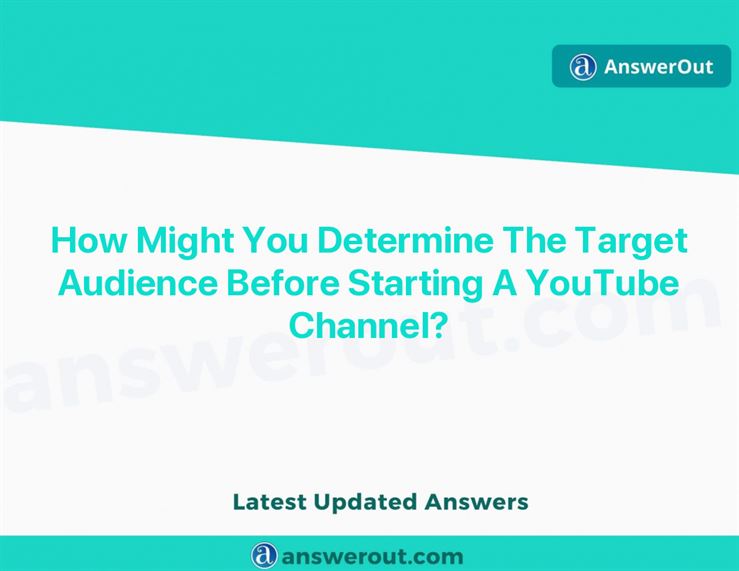 AnswerOut
How Might You Determine The Target
Audience Before Starting A YouTube
Channel?
answerout.com
Latest Updated Answers
answerout.com